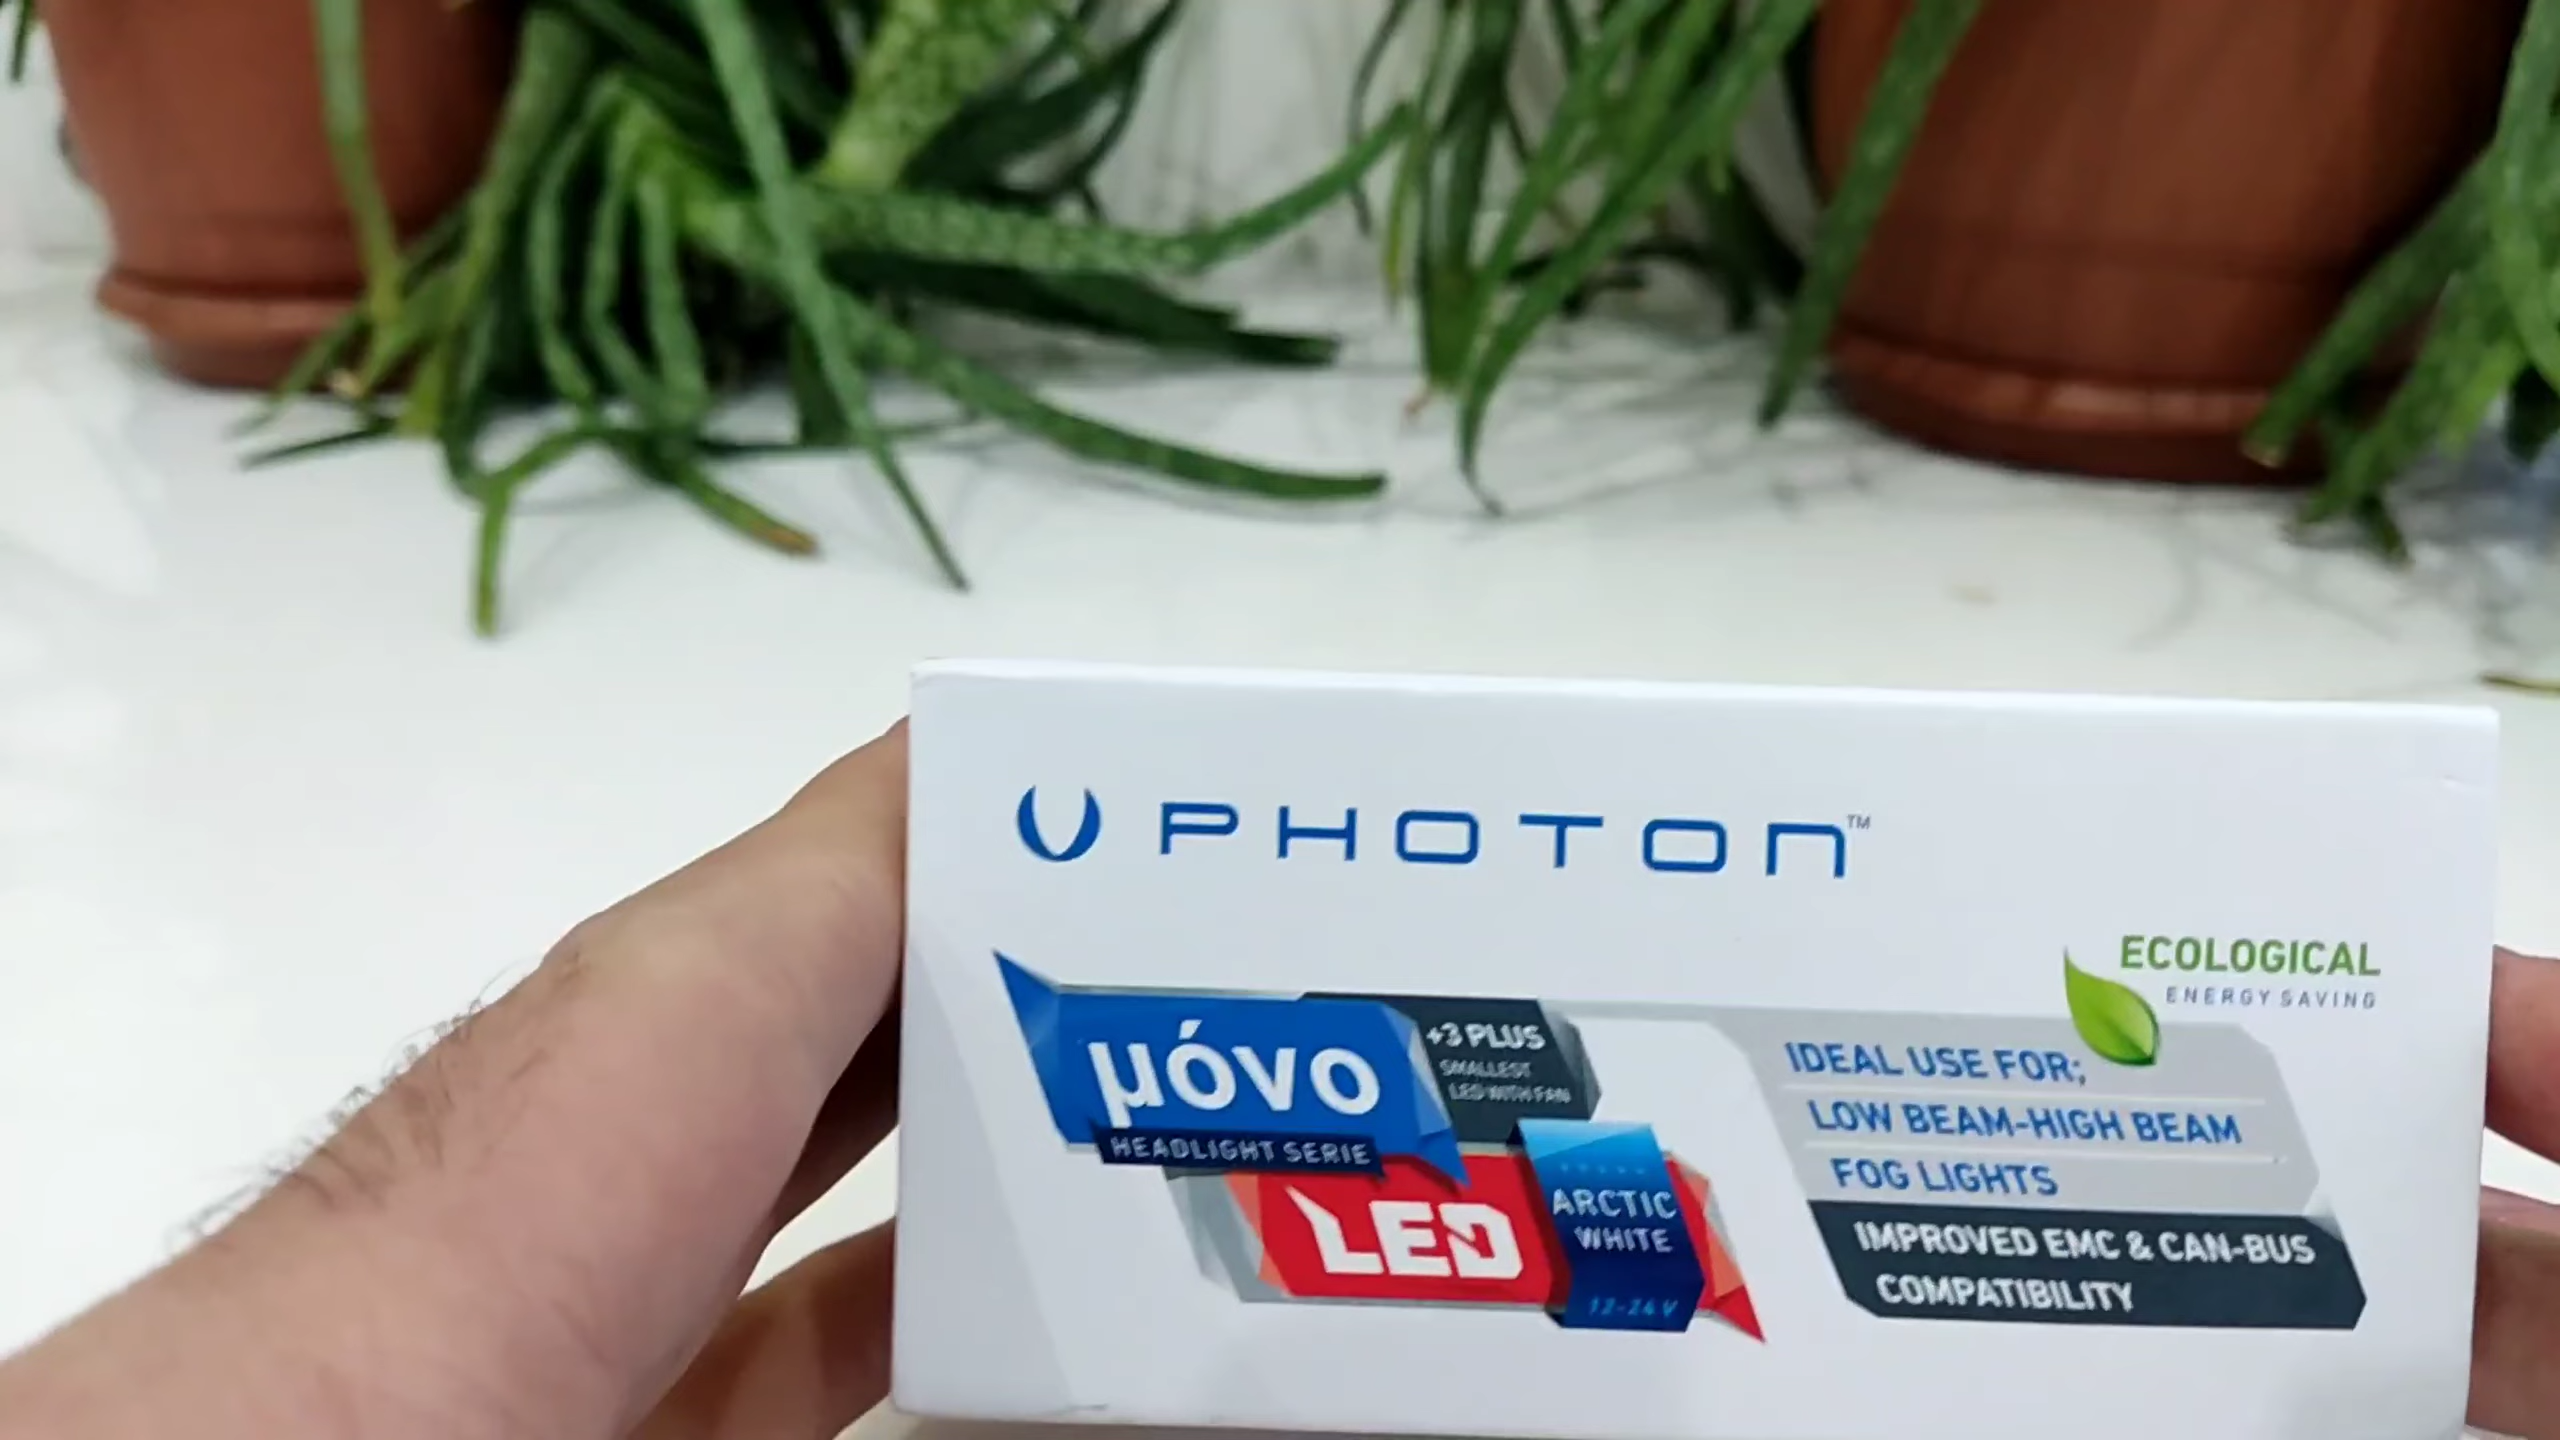 PHOTON™
ECOLOGICAL
ENERGY SAVING
μóvo
HEADLIGHT SERIE
+3 PLUS
SMALLEST
LED WITH FAN
LED
ARCTIC
WHITE
12-24 V
IDEAL USE FOR;
LOW BEAM-HIGH BEAM
FOG LIGHTS
IMPROVED EMC & CAN-BUS
COMPATIBILITY